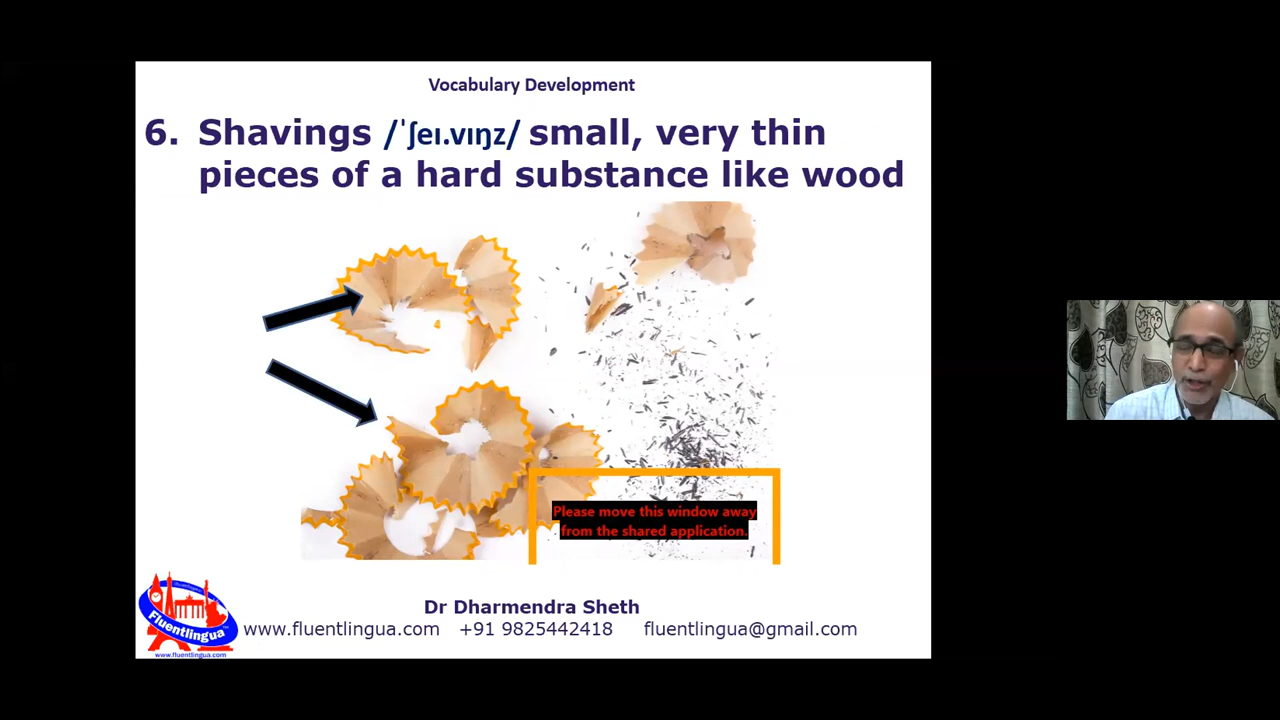 Vocabulary Development
6. Shavings /ˈʃeɪ.vɪŋz/ small, very thin
pieces of a hard substance like wood
Please move this window away
from the shared application.
Dr Dharmendra Sheth
Fluentlingua
www.fluentlingua.com
www.fluentlingua.com +91 9825442418 fluentlingua@gmail.com